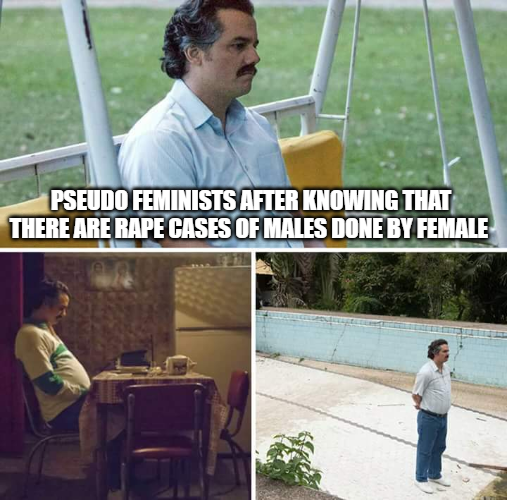 PSEUDO FEMINISTS AFTER KNOWING THAT
THERE ARE RAPE CASES OF MALES DONE BY FEMALE